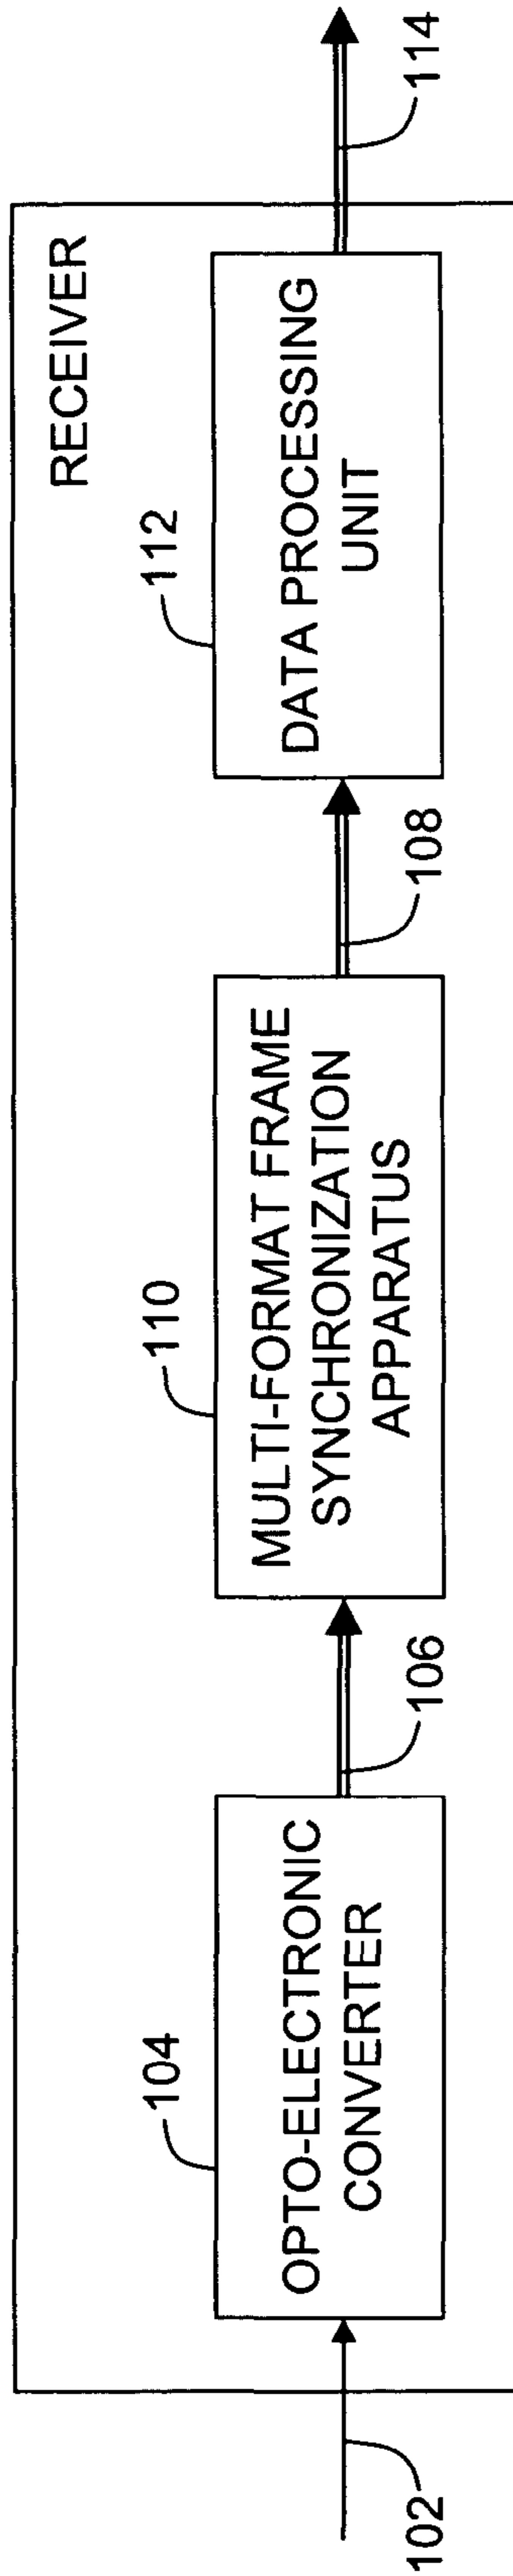 RECEIVER
104
110
112
OPTO-ELECTRONIC
CONVERTER
MULTI-FORMAT FRAME
SYNCHRONIZATION
APPARATUS
DATA PROCESSING
UNIT
102
106
108
114